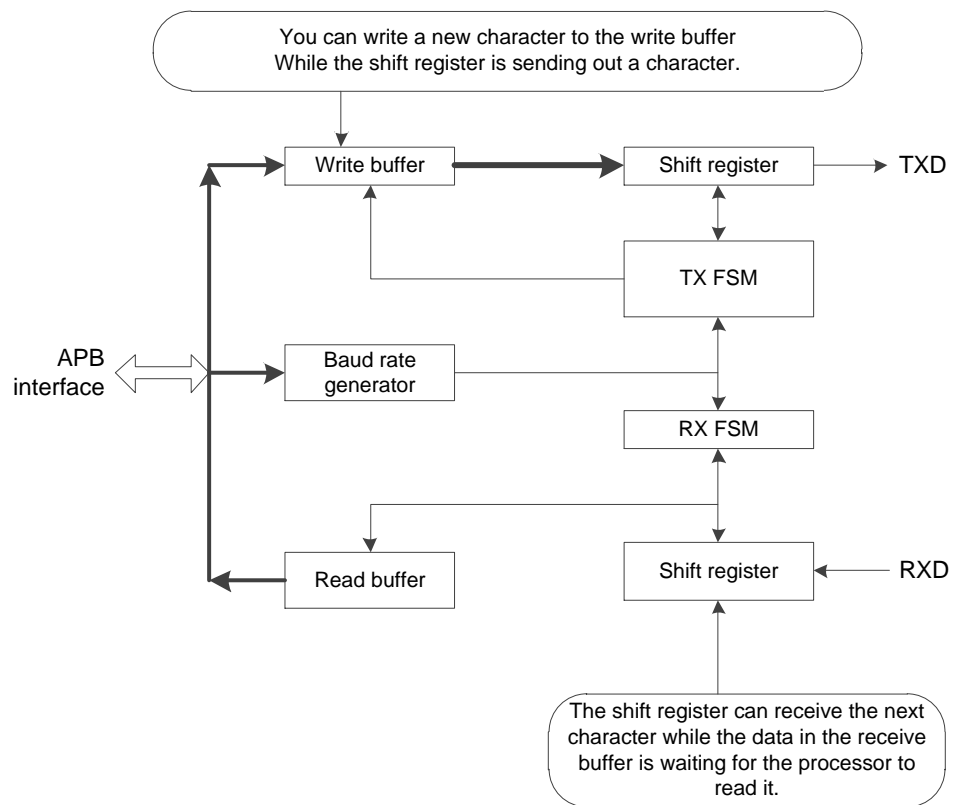 You can write a new character to the write buffer
While the shift register is sending out a character.
Write buffer
Shift register
TXD
TX FSM
APB
interface
Baud rate
generator
RX FSM
Read buffer
Shift register
RXD
The shift register can receive the next
character while the data in the receive
buffer is waiting for the processor to
read it.